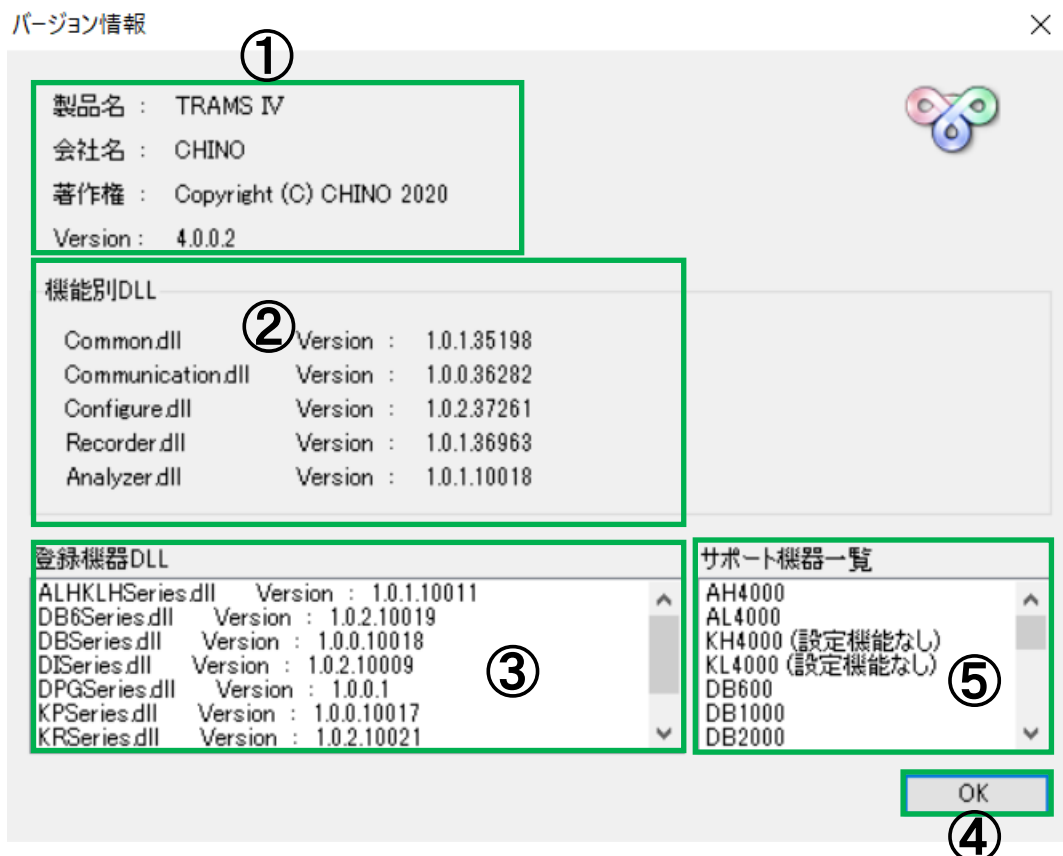 バージョン情報
①
製品名 : TRAMS Ⅳ
会社名 : CHINO
著作権 : Copyright (C) CHINO 2020
Version : 4.0.0.2
機能別DLL
②
Common.dll Version : 1.0.1.35198
Communication.dll Version : 1.0.0.36282
Configure.dll Version : 1.0.2.37261
Recorder.dll Version : 1.0.1.36963
Analyzer.dll Version : 1.0.1.10018
登録機器DLL
ALHKLHSeries.dll Version : 1.0.1.10011
DB6Series.dll Version : 1.0.2.10019
DBSeries.dll Version : 1.0.0.10018
DISeries.dll Version : 1.0.2.10009
DPGSeries.dll Version : 1.0.0.1
KPSeries.dll Version : 1.0.0.10017
KRSeries.dll Version : 1.0.2.10021
③
サポート機器一覧
AH4000
AL4000
KH4000 (設定機能なし)
KL4000 (設定機能なし)
DB600
DB1000
DB2000
⑤
OK
④